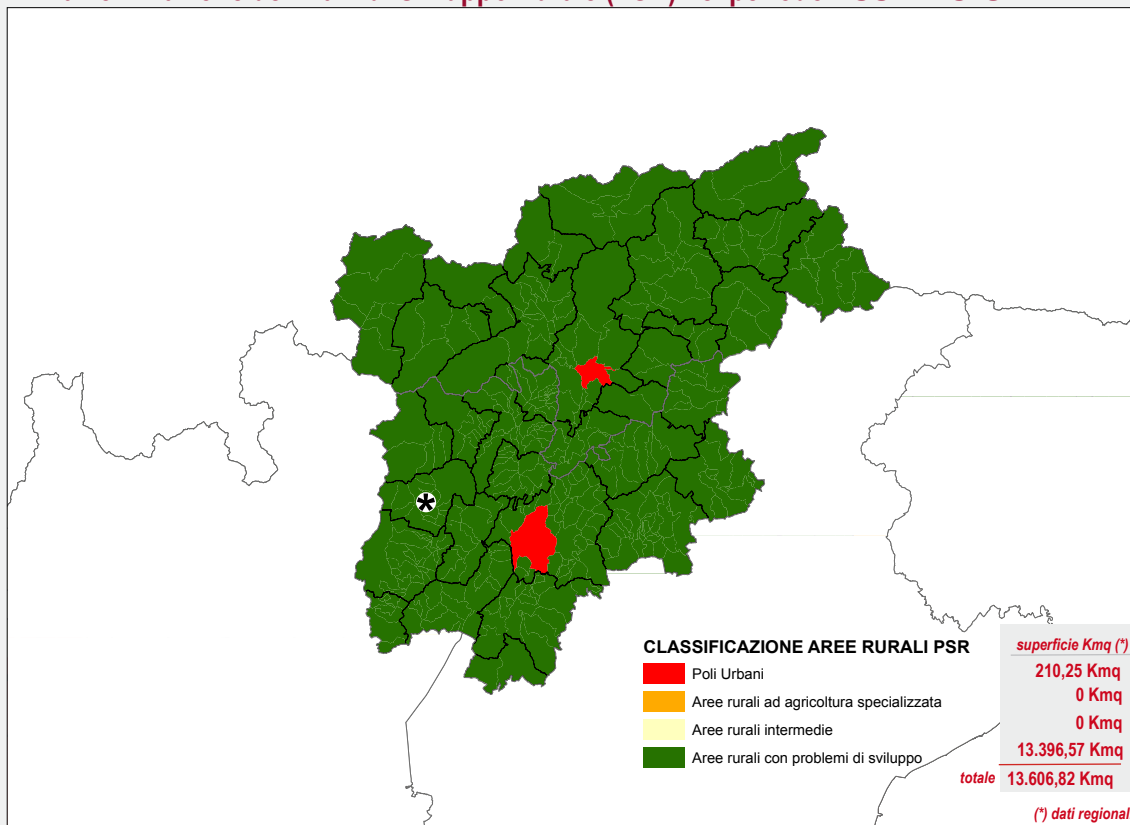 CLASSIFICAZIONE AREE RURALI PSR
superficie Kmq (*)
Poli Urbani
210,25 Kmq
Aree rurali ad agricoltura specializzata
0 Kmq
Aree rurali intermedie
0 Kmq
Aree rurali con problemi di sviluppo
13.396,57 Kmq
totale 13.606,82 Kmq
(*) dati regionali